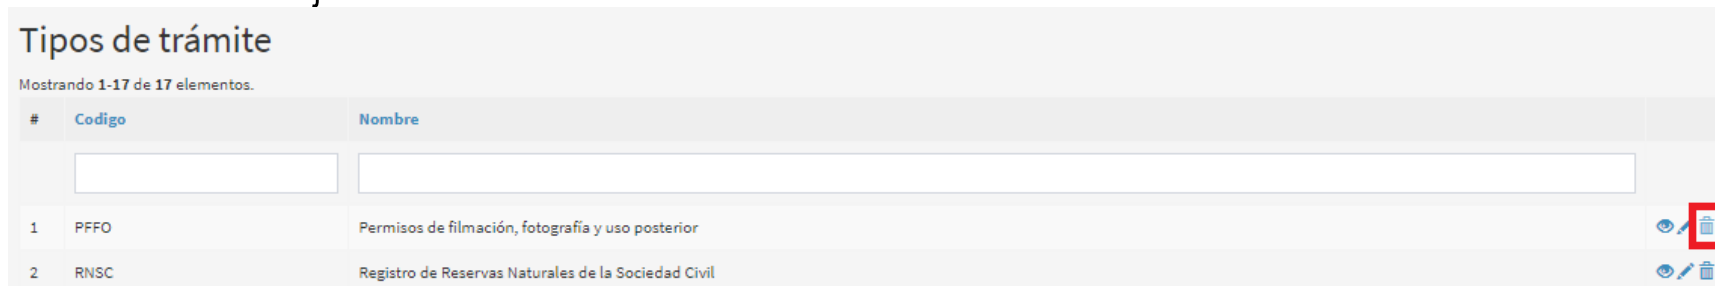 Tipos de trámite
Mostrando 1-17 de 17 elementos.
# Codigo Nombre
1 PFFO Permisos de filmación, fotografía y uso posterior
2 RNSC Registro de Reservas Naturales de la Sociedad Civil